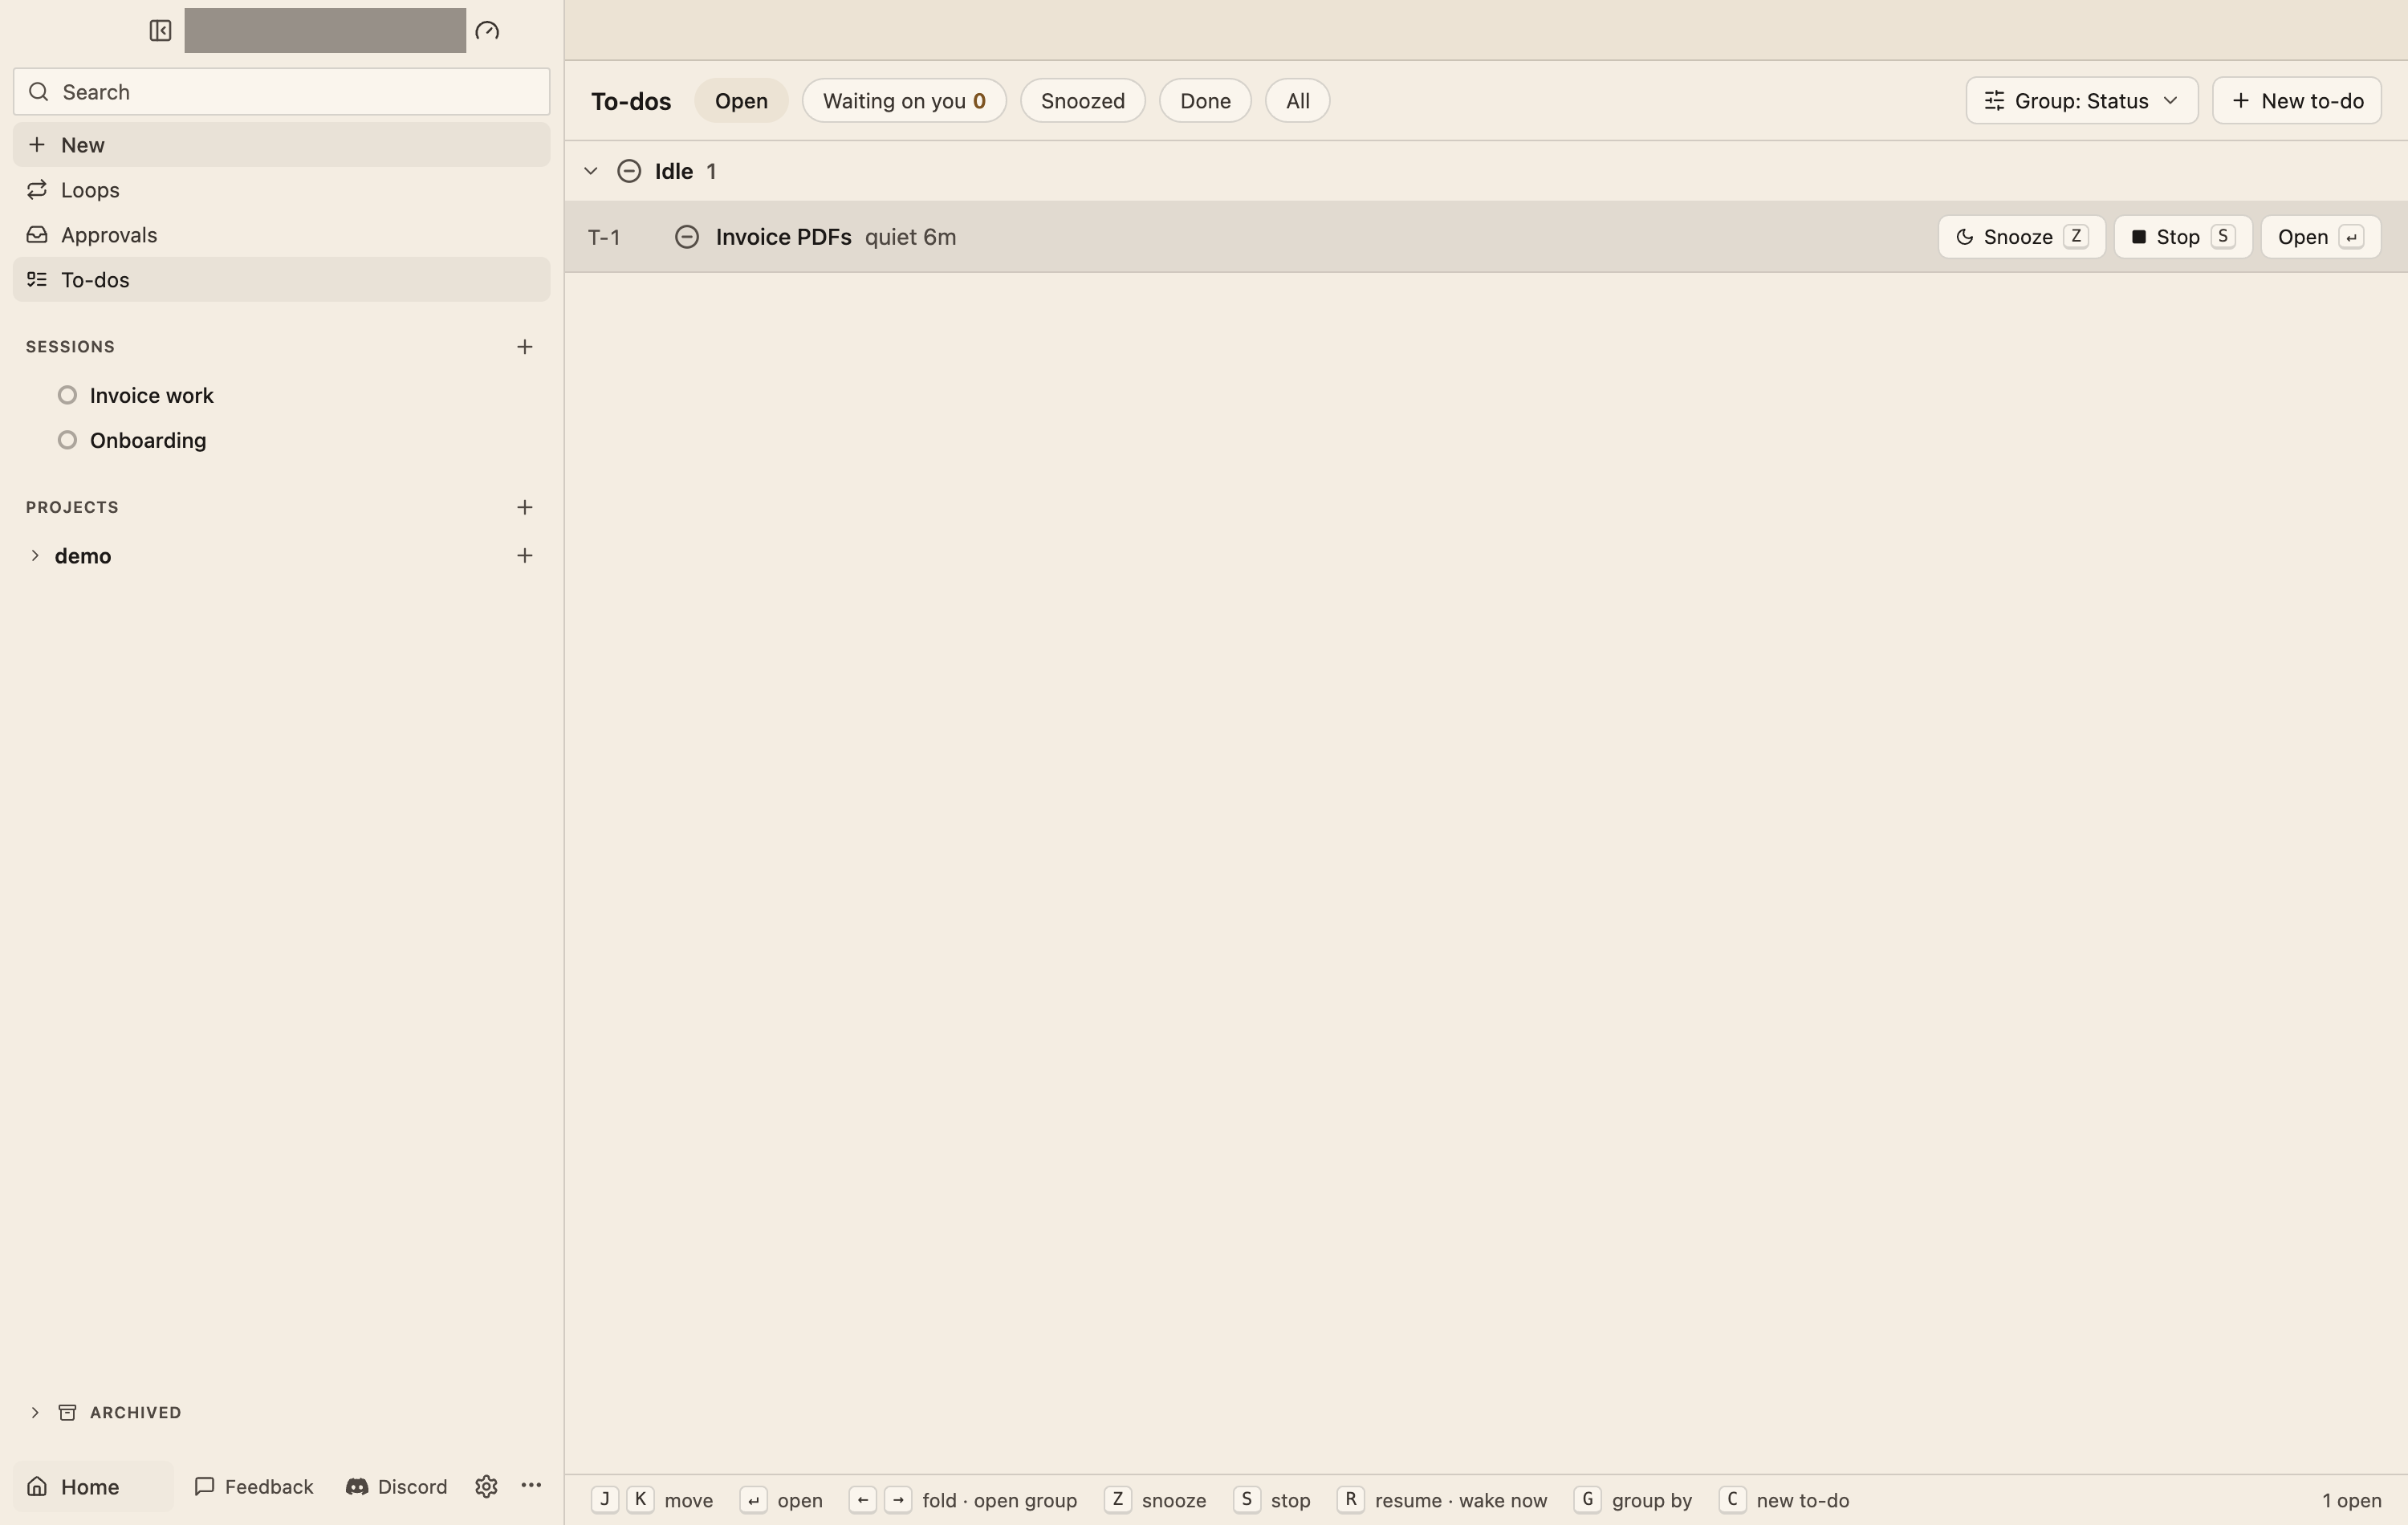 Search
New
Loops
Approvals
To-dos
SESSIONS
Invoice work
Onboarding
PROJECTS
demo
ARCHIVED
Home Feedback Discord
To-dos Open Waiting on you 0 Snoozed Done All Group: Status New to-do
Idle 1
T-1 Invoice PDFs quiet 6m Snooze Z Stop S Open ↵
J K move ↵ open ← → fold · open group Z snooze S stop R resume · wake now G group by C new to-do 1 open